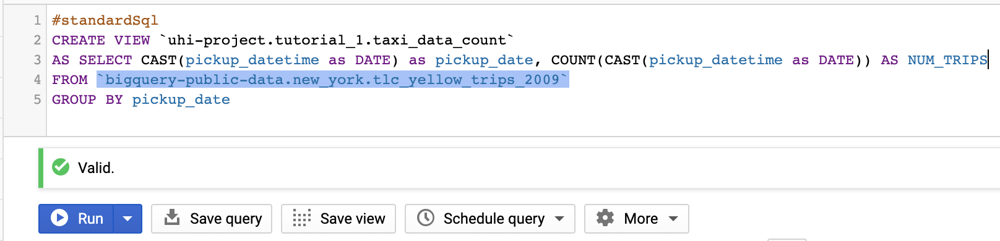 1 #standardSql
2 CREATE VIEW `uhi-project.tutorial_1.taxi_data_count`
3 AS SELECT CAST(pickup_datetime as DATE) as pickup_date, COUNT(CAST(pickup_datetime as DATE)) AS NUM_TRIPS
4 FROM `bigquery-public-data.new_york.tlc_yellow_trips_2009`
5 GROUP BY pickup_date
Valid.
Run Save query Save view Schedule query More